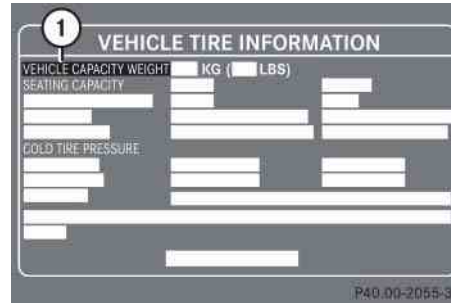 1
VEHICLE TIRE INFORMATION
VEHICLE CAPACITY WEIGHT KG ( LBS)
SEATING CAPACITY
COLD TIRE PRESSURE
P40.00-2055-3